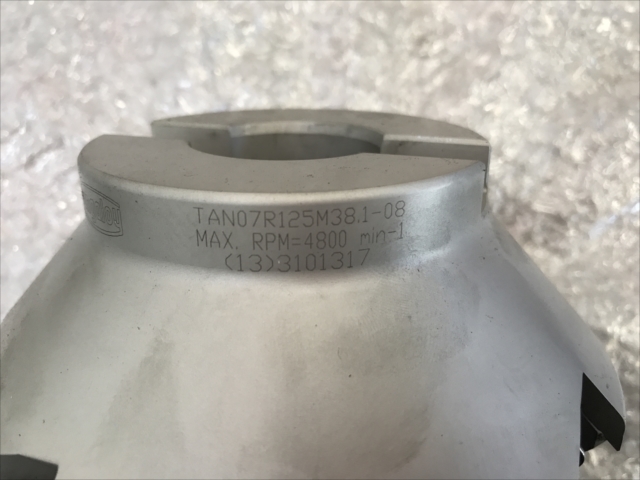 TAN07R125M38.1-08
MAX. RPM=4800 min-1
(13)3101317